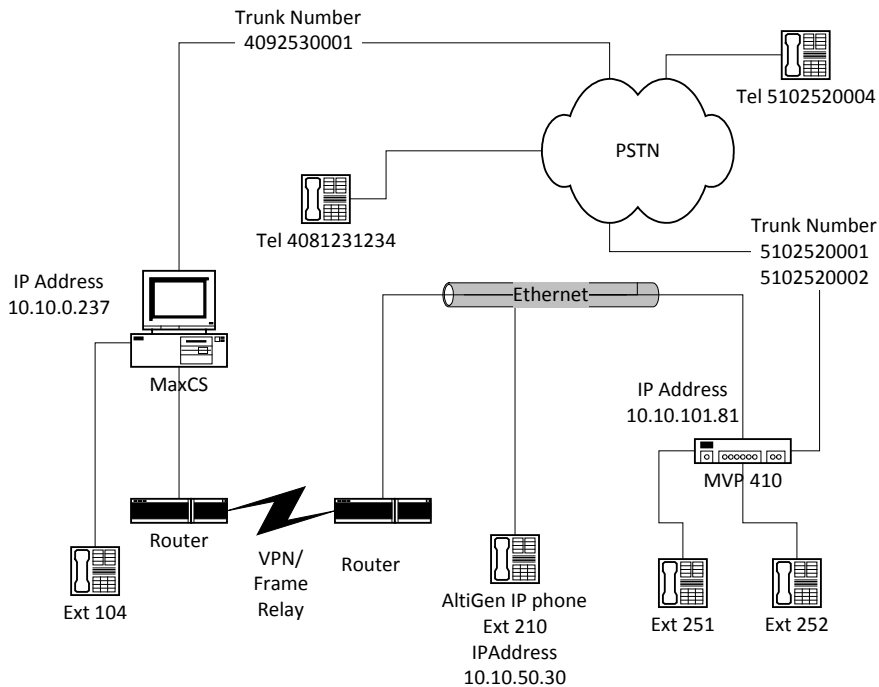 Trunk Number
4092530001
Tel 5102520004
PSTN
Tel 4081231234
Trunk Number
5102520001
5102520002
IP Address
10.10.0.237
Ethernet
MaxCS
IP Address
10.10.101.81
MVP 410
Router
VPN/
Frame
Relay
Router
Ext 104
AltiGen IP phone
Ext 210
IPAddress
10.10.50.30
Ext 251
Ext 252